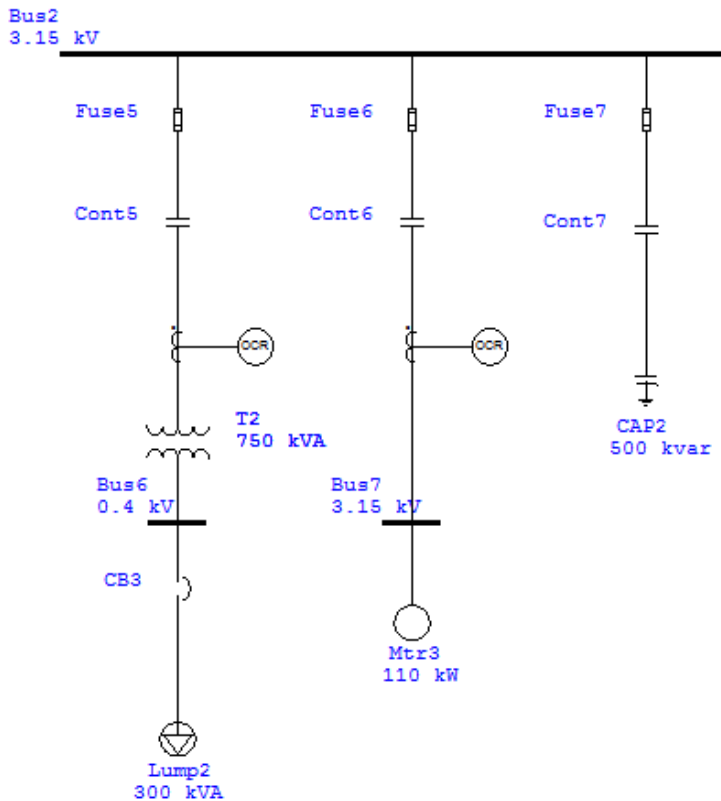 Bus2
3.15 kV
Fuse5
Fuse6
Fuse7
Cont5
Cont6
Cont7
OCR
OCR
T2
750 kVA
CAP2
500 kvar
Bus6
0.4 kV
Bus7
3.15 kV
CB3
Mtr3
110 kW
Lump2
300 kVA